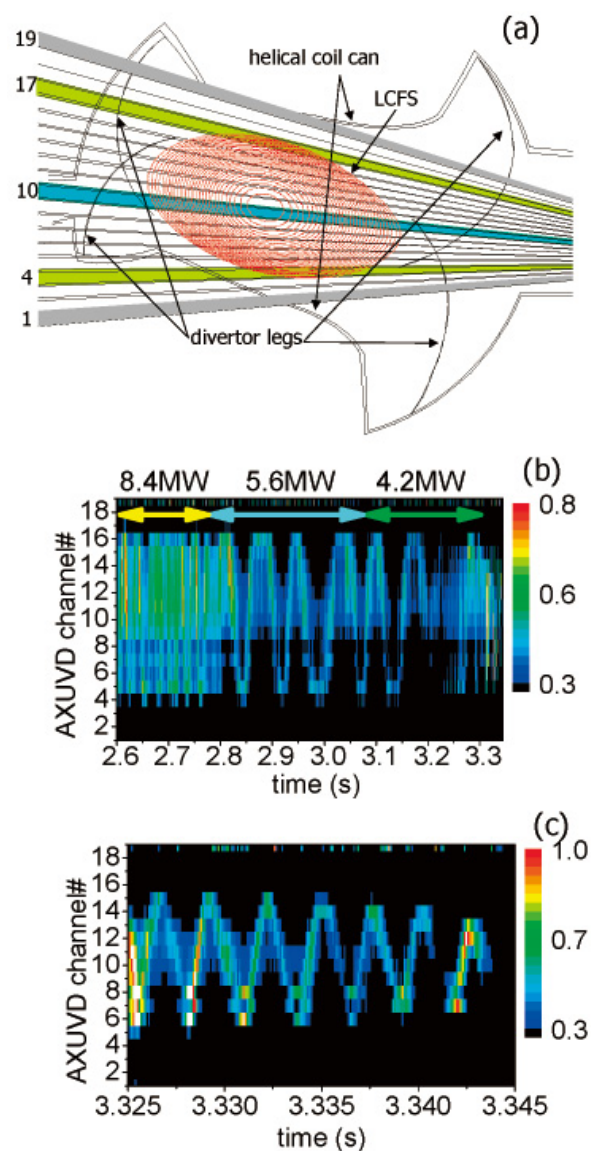 (a)
19
helical coil can
17
LCFS
10
4
1
divertor legs
(b)
8.4MW 5.6MW 4.2MW
AXUVD channel#
18
16
14
12
10
8
6
4
2
2.6 2.7 2.8 2.9 3.0 3.1 3.2 3.3
time (s)
0.8
0.6
0.3
(c)
AXUVD channel#
18
16
14
12
10
8
6
4
2
3.325 3.330 3.335 3.340 3.345
time (s)
1.0
0.7
0.3